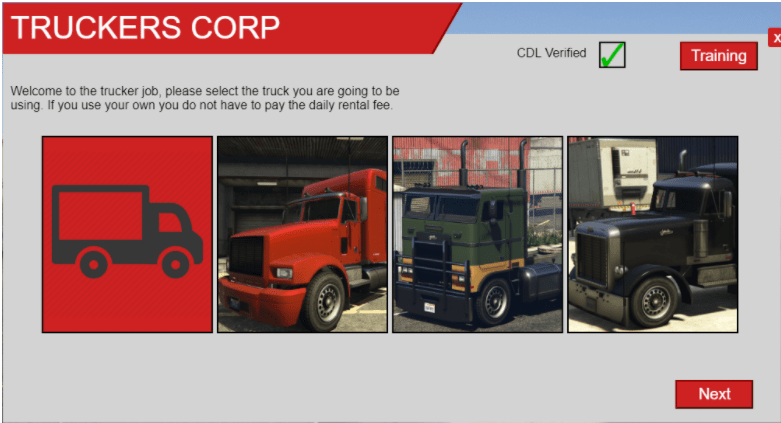 TRUCKERS CORP
X
CDL Verified
Training
Welcome to the trucker job, please select the truck you are going to be
using. If you use your own you do not have to pay the daily rental fee.
Next